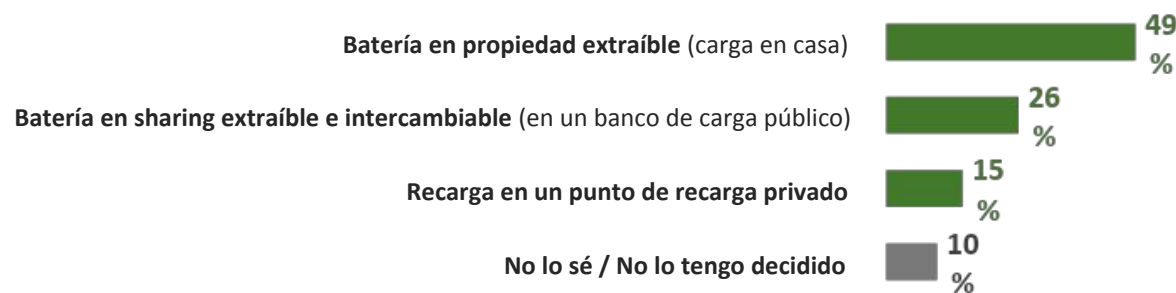 Batería en propiedad extraíble (carga en casa)
49
%
Batería en sharing extraíble e intercambiable (en un banco de carga público)
26
%
Recarga en un punto de recarga privado
15
%
No lo sé / No lo tengo decidido
10
%